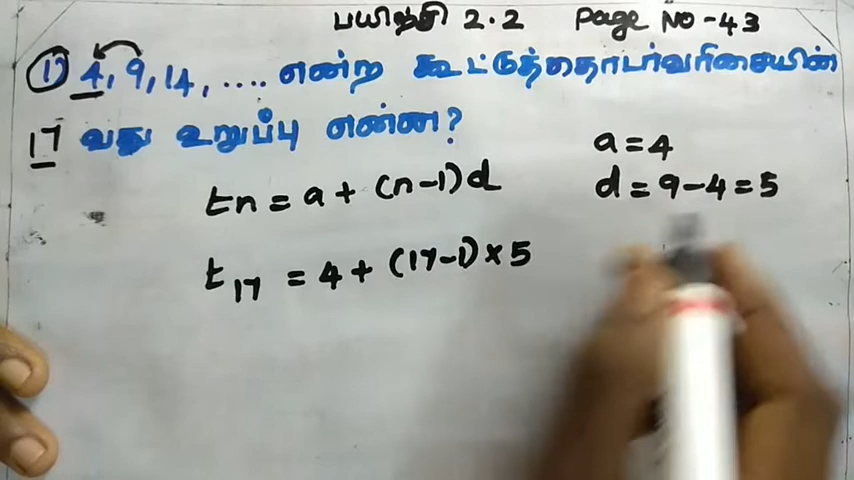 பயிற்சி 2.2 Page No -43
1) 4, 9, 14, .... என்ற கூட்டுத்தொடர்வரிசையின்
17 வது உறுப்பு என்ன?
a = 4
d = 9-4 = 5
tn = a + (n-1)d
t17 = 4 + (17-1) × 5